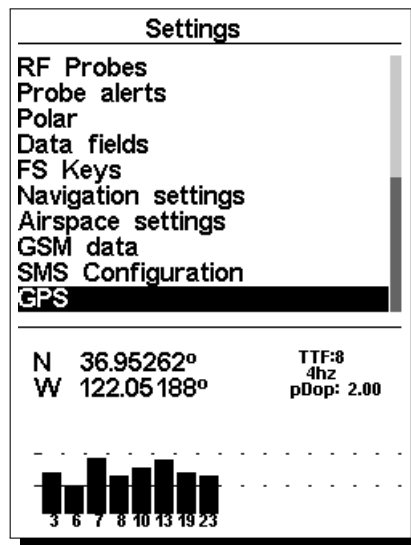 Settings
RF Probes
Probe alerts
Polar
Data fields
FS Keys
Navigation settings
Airspace settings
GSM data
SMS Configuration
GPS
N 36.95262º
W 122.05188º
TTF:8
4hz
pDop: 2.00
3 6 7 8 10 13 19 23